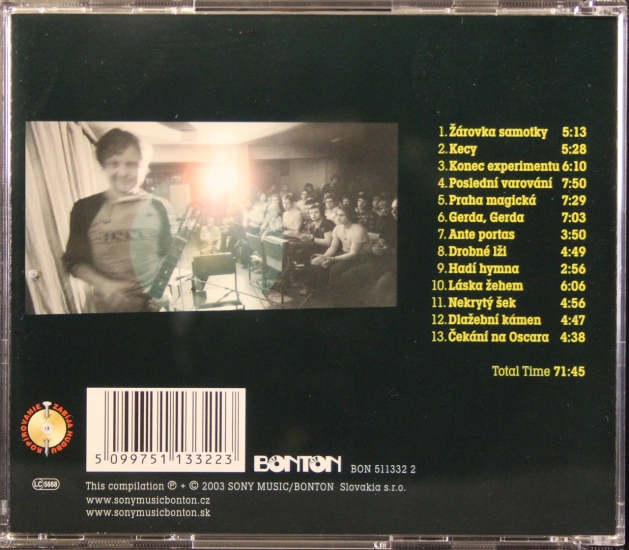 1. Žárovka samotky 5:13
2. Kecy 5:28
3. Konec experimentu 6:10
4. Poslední varování 7:50
5. Praha magická 7:29
6. Gerda, Gerda 7:03
7. Ante portas 3:50
8. Drobné lži 4:49
9. Hadí hymna 2:56
10. Láska žehem 6:06
11. Nekrytý šek 4:56
12. Dlažební kámen 4:47
13. Čekání na Oscara 4:38
Total Time 71:45
KOPÍROVANIE ZABÍJA HUDBU
5 099751 133223
BONTON BON 511332 2
LC 5668 This compilation ℗ + © 2003 SONY MUSIC/BONTON Slovakia s.r.o.
www.sonymusicbonton.cz
www.sonymusicbonton.sk